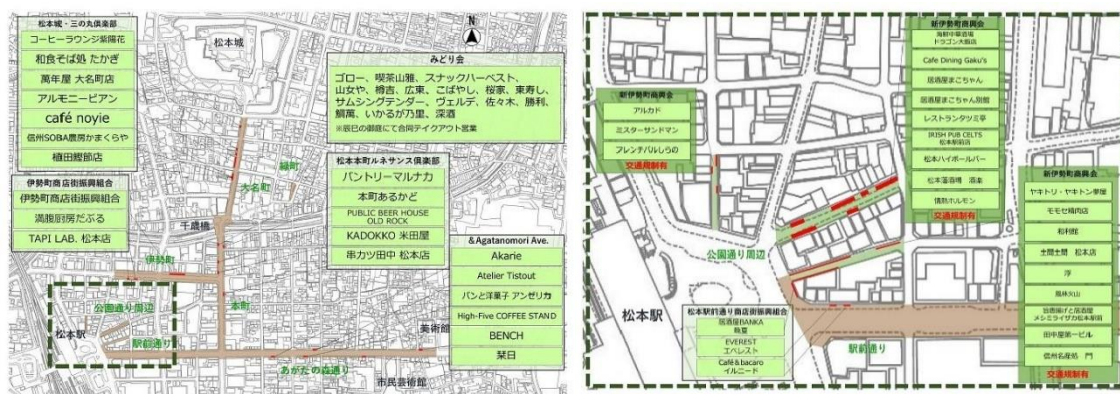 松本城・三の丸倶楽部
コーヒーラウンジ紫陽花
和食そば処 たかぎ
萬年屋 大名町店
アルモニービアン
café noyie
信州SOBA農房かまくらや
植田鰹節店
伊勢町商店街振興組合
伊勢町商店街振興組合
満腹厨房だぶる
TAPI LAB. 松本店
松本城
N
みどり会
ゴロー、喫茶山雅、スナックハーベスト、
山女や、樽吉、広東、こばやし、桜家、東寿し、
サムシングテンダー、ヴェルデ、佐々木、勝利、
鯛萬、いかるが乃里、深酒
※辰巳の御庭にて合同テイクアウト営業
緑町
大名町
千歳橋
松本本町ルネサンス倶楽部
パントリーマルナカ
本町あるかど
PUBLIC BEER HOUSE
OLD ROCK
KADOKKO 米田屋
串カツ田中 松本店
＆Agatanomori Ave.
Akarie
Atelier Tistout
パンと洋菓子 アンゼリカ
High-Five COFFEE STAND
BENCH
栞日
伊勢町
公園通り周辺
本町
松本駅
駅前通り
あがたの森通り
美術館
市民芸術館
新伊勢町商興会
アルカド
ミスターサンドマン
フレンチバルしらの
交通規制有
新伊勢町商興会
海鮮中華酒場
ドラゴン大飯店
Cafe Dining Gaku's
居酒屋まこちゃん
居酒屋まこちゃん別館
レストランタツミ亭
IRISH PUB CELTS
松本駅前店
松本ハイボールバー
情熱ホルモン
交通規制有
新伊勢町商興会
ヤキトリ・ヤキトン夢屋
モモセ精肉店
和利館
土間土間 松本店
浮
風林火山
メシミライザカ松本駅前
田中屋第一ビル
信州名産処 門
交通規制有
公園通り周辺
松本駅
松本駅前通り商店街振興組合
居酒屋BANKA
EVEREST
エベレスト
Café＆bacaro
イルニード
駅前通り